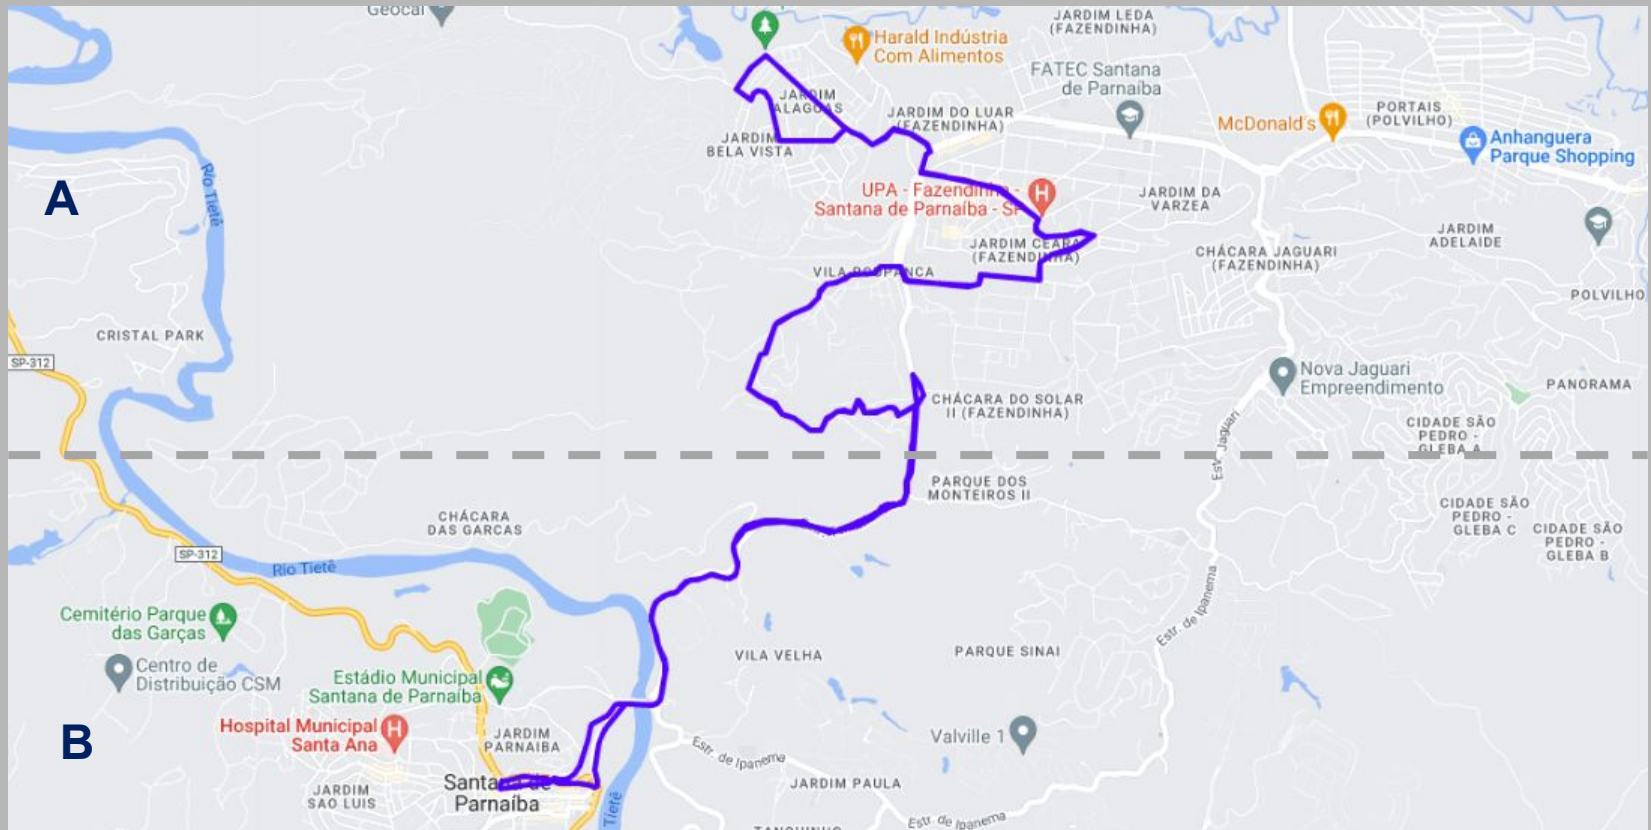 Geocal
JARDIM LEDA
(FAZENDINHA)
Harald Indústria
Com Alimentos
FATEC Santana
de Parnaíba
JARDIM
ALAGOAS
JARDIM DO LUAR
(FAZENDINHA)
McDonald's
PORTAIS
(POLVILHO)
Anhanguera
Parque Shopping
JARDIM
BELA VISTA
Rio Tietê
A
UPA - Fazendinha -
Santana de Parnaíba - SP
JARDIM DA
VARZEA
JARDIM
ADELAIDE
JARDIM CEARÁ
(FAZENDINHA)
CHÁCARA JAGUARI
(FAZENDINHA)
VILA POUPANCA
POLVILHO
CRISTAL PARK
SP-312
Nova Jaguari
Empreendimento
PANORAMA
CHÁCARA DO SOLAR
II (FAZENDINHA)
CIDADE SÃO
PEDRO -
GLEBA A
Est. Jaguari
PARQUE DOS
MONTEIROS II
CHÁCARA
DAS GARCAS
CIDADE SÃO
PEDRO -
GLEBA C
CIDADE SÃO
PEDRO -
GLEBA B
SP-312
Rio Tietê
Cemitério Parque
das Garças
Estr. de Ipanema
Centro de
Distribuição CSM
VILA VELHA
PARQUE SINAI
Estádio Municipal
Santana de Parnaíba
B
Hospital Municipal
Santa Ana
JARDIM
PARNAIBA
Valville 1
Estr. de Ipanema
Santana de
Parnaíba
JARDIM
SAO LUIS
JARDIM PAULA
Tietê
Estr. de Ipanema
TANQUINHO